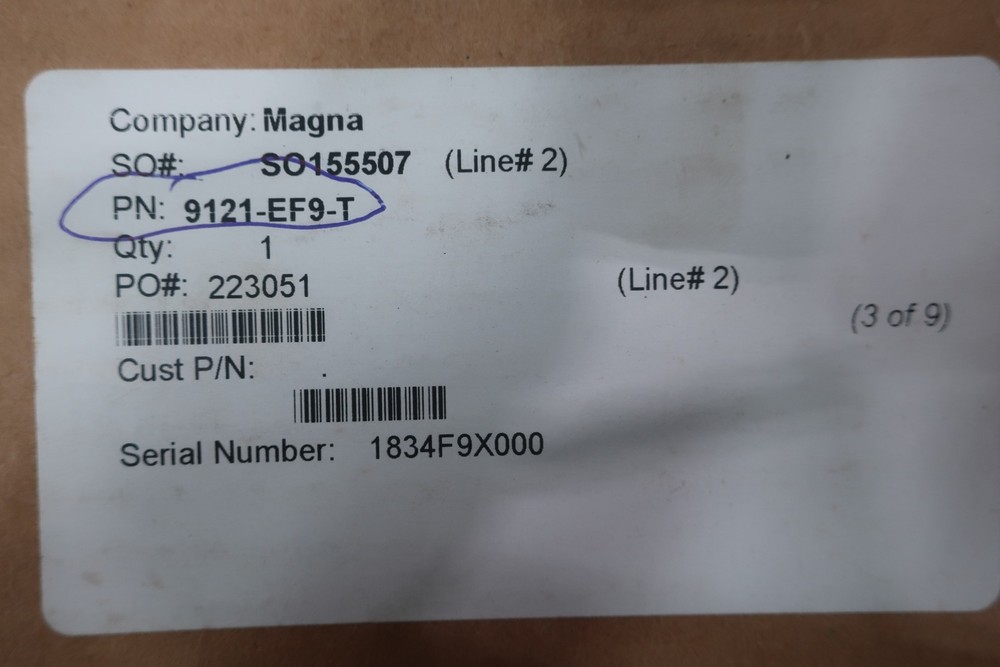 Company: Magna
SO#: SO155507 (Line# 2)
PN: 9121-EF9-T
Qty: 1
PO#: 223051 (Line# 2)
(3 of 9)
Cust P/N: .
Serial Number: 1834F9X000